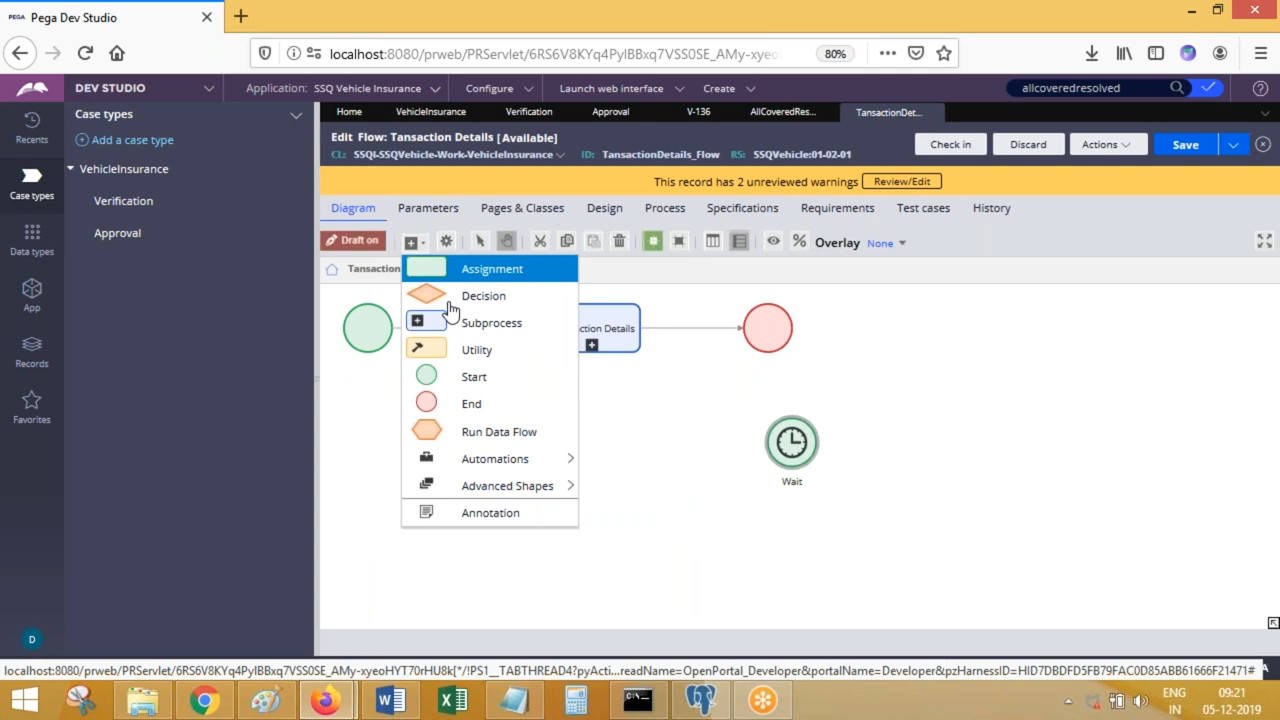 PEGA Pega Dev Studio
localhost:8080/prweb/PRServlet/6RS6V8KYq4PylBBxq7VSS0SE_AMy-xyeo 80%
DEV STUDIO Application: SSQ Vehicle Insurance Configure Launch web interface Create allcoveredresolved
Recents
Case types
Data types
App
Records
Favorites
D
Case types
Add a case type
VehicleInsurance
Verification
Approval
Home VehicleInsurance Verification Approval V-136 AllCoveredRes... TansactionDet...
Edit Flow: Tansaction Details [Available]
CL: SSQI-SSQVehicle-Work-VehicleInsurance ID: TansactionDetails_Flow RS: SSQVehicle:01-02-01
Check in Discard Actions Save
This record has 2 unreviewed warnings Review/Edit
Diagram Parameters Pages & Classes Design Process Specifications Requirements Test cases History
Draft on Overlay None
Tansaction
Assignment
Decision
Subprocess
Utility
Start
End
Run Data Flow
Automations
Advanced Shapes
Annotation
ction Details
Wait
localhost:8080/prweb/PRServlet/6RS6V8KYq4PylBBxq7VSS0SE_AMy-xyeoHYT70rHU8k[*/!PS1__TABTHREAD4?pyActi...readName=OpenPortal_Developer&portalName=Developer&pzHarnessID=HID7DBDFD5FB79FAC0D85ABB61666F21471#
ENG 09:21
IN 05-12-2019